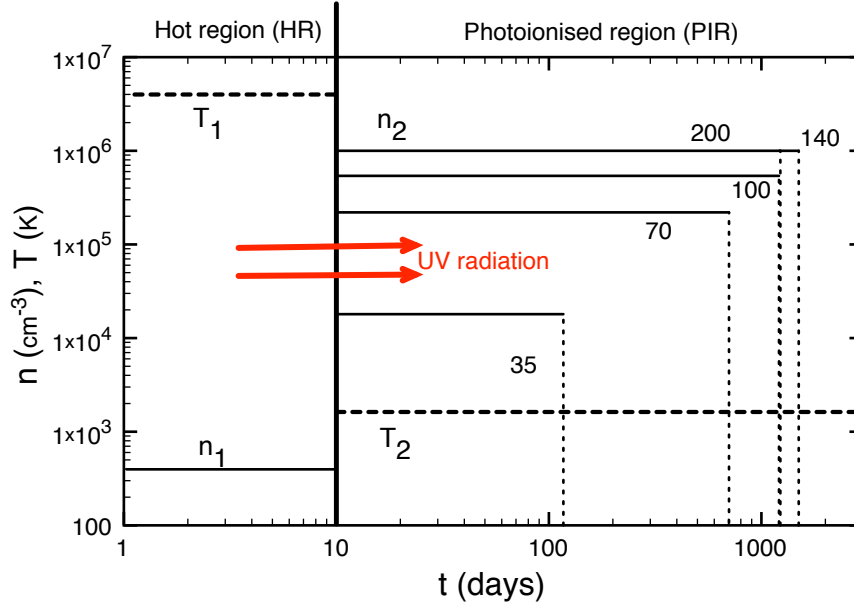 Hot region (HR)
Photoionised region (PIR)
1×10⁷
T₁
n₂
200
140
1×10⁶
100
70
1×10⁵
UV radiation
n (cm⁻³), T (K)
1×10⁴
35
1×10³
T₂
n₁
100
1
10
100
1000
t (days)